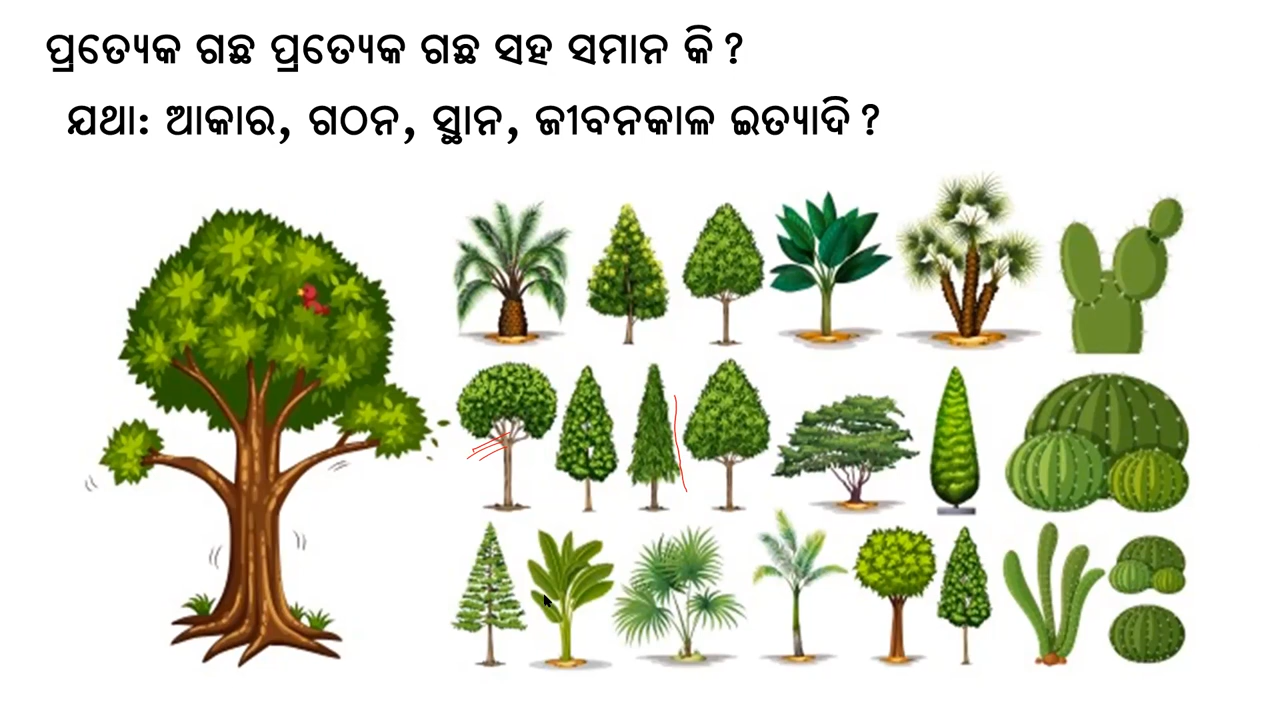 ପ୍ରତ୍ୟେକ ଗଛ ପ୍ରତ୍ୟେକ ଗଛ ସହ ସମାନ କି ?
ଯଥା: ଆକାର, ଗଠନ, ସ୍ଥାନ, ଜୀବନକାଳ ଇତ୍ୟାଦି ?